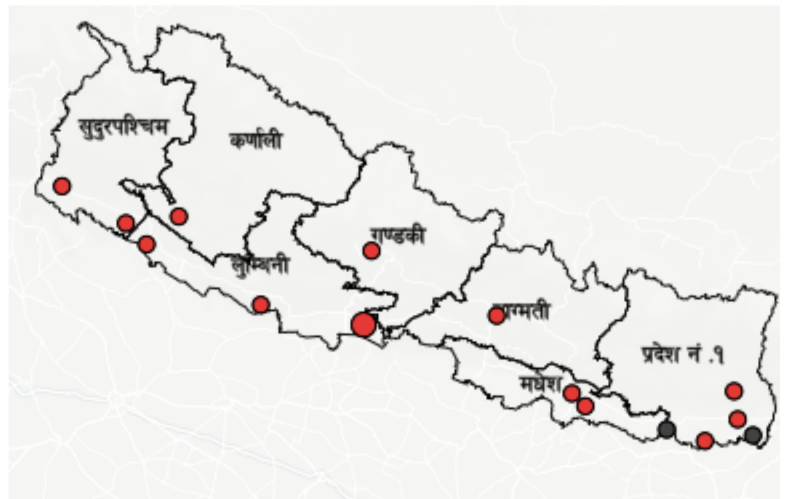 सुदुरपश्चिम
कर्णाली
गण्डकी
लुम्बिनी
प्रदेश नं .१
मधेश